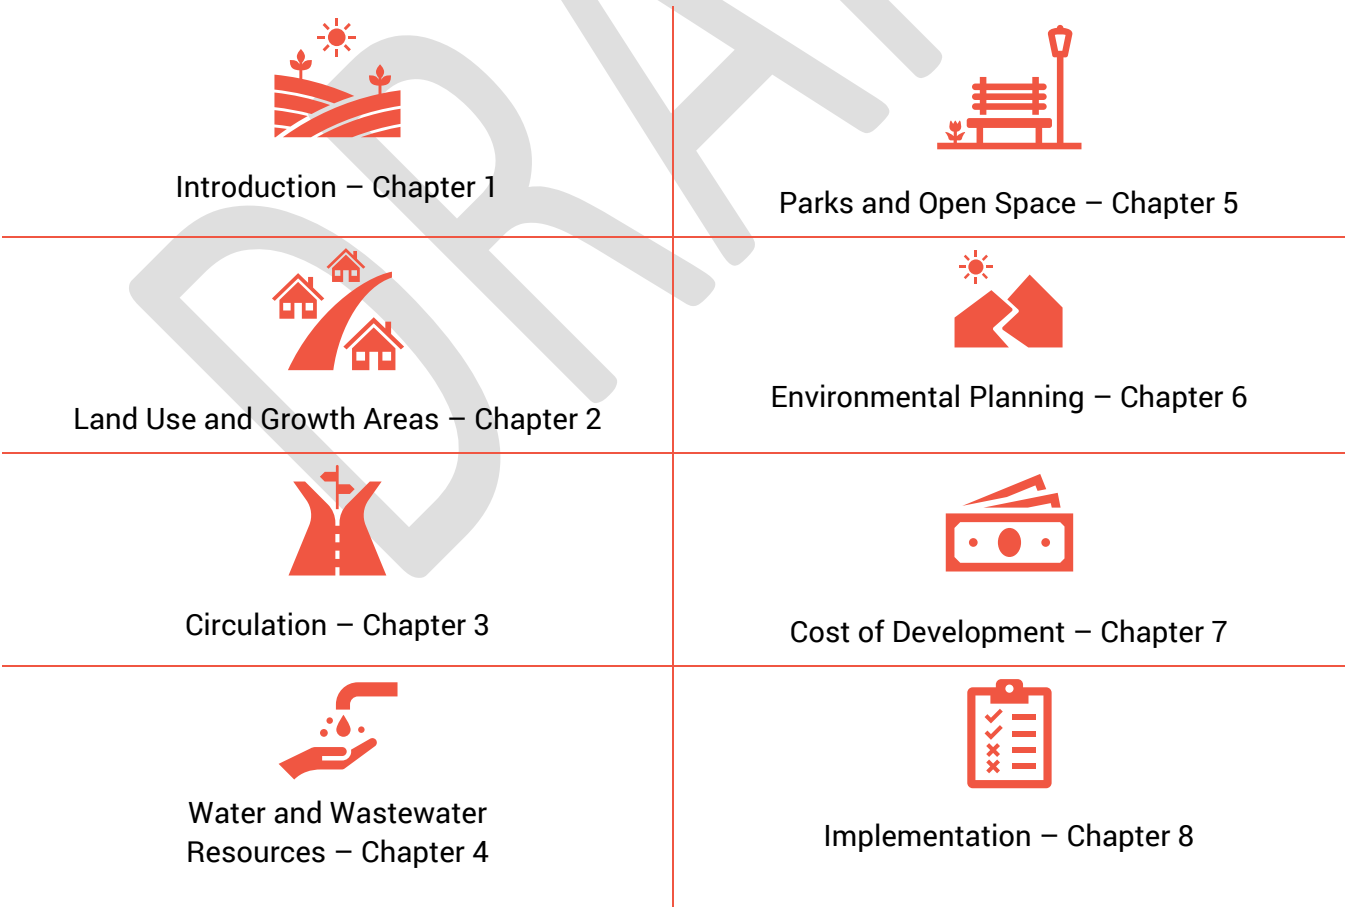 Introduction – Chapter 1
Land Use and Growth Areas – Chapter 2
Circulation – Chapter 3
Water and Wastewater
Resources – Chapter 4
Parks and Open Space – Chapter 5
Environmental Planning – Chapter 6
Cost of Development – Chapter 7
Implementation – Chapter 8